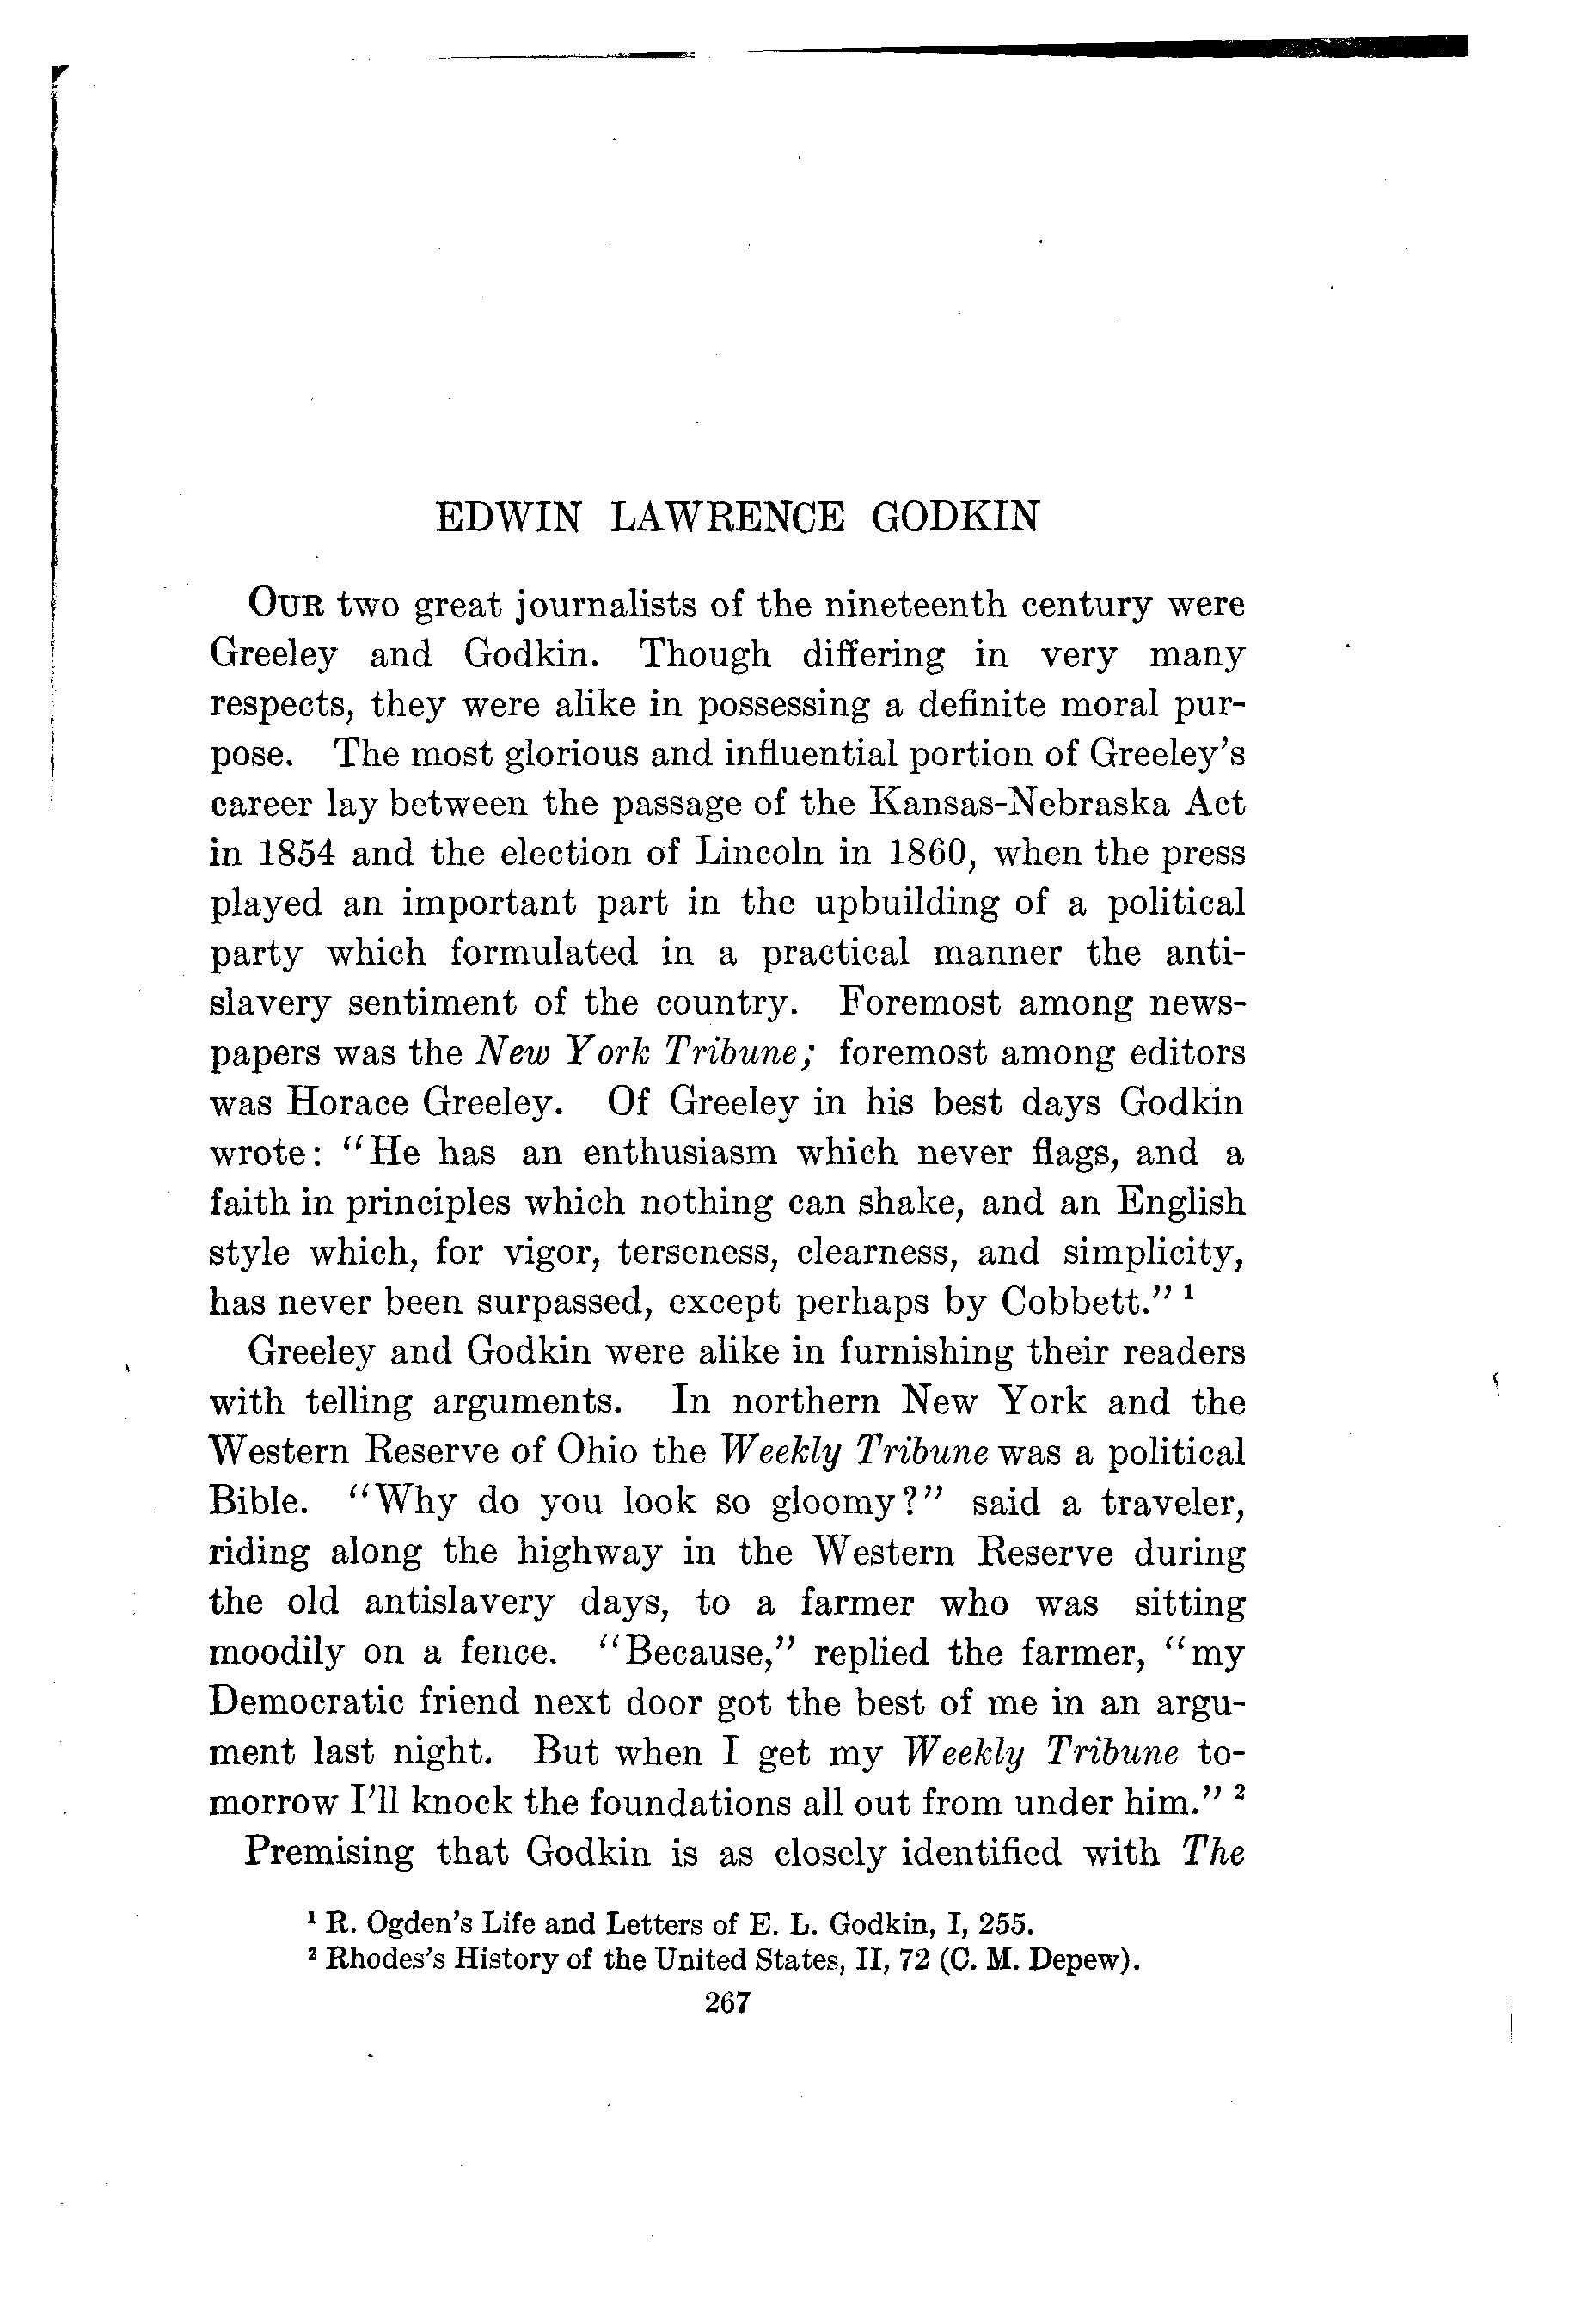 EDWIN LAWRENCE GODKIN
OUR two great journalists of the nineteenth century were
Greeley and Godkin. Though differing in very many
respects, they were alike in possessing a definite moral pur-
pose. The most glorious and influential portion of Greeley's
career lay between the passage of the Kansas-Nebraska Act
in 1854 and the election of Lincoln in 1860, when the press
played an important part in the upbuilding of a political
party which formulated in a practical manner the anti-
slavery sentiment of the country. Foremost among news-
papers was the New York Tribune; foremost among editors
was Horace Greeley. Of Greeley in his best days Godkin
wrote: "He has an enthusiasm which never flags, and a
faith in principles which nothing can shake, and an English
style which, for vigor, terseness, clearness, and simplicity,
has never been surpassed, except perhaps by Cobbett." 1
Greeley and Godkin were alike in furnishing their readers
with telling arguments. In northern New York and the
Western Reserve of Ohio the Weekly Tribune was a political
Bible. "Why do you look so gloomy?" said a traveler,
riding along the highway in the Western Reserve during
the old antislavery days, to a farmer who was sitting
moodily on a fence. "Because," replied the farmer, "my
Democratic friend next door got the best of me in an argu-
ment last night. But when I get my Weekly Tribune to-
morrow I'll knock the foundations all out from under him." 2
Premising that Godkin is as closely identified with The
1 R. Ogden's Life and Letters of E. L. Godkin, I, 255.
2 Rhodes's History of the United States, II, 72 (C. M. Depew).
267